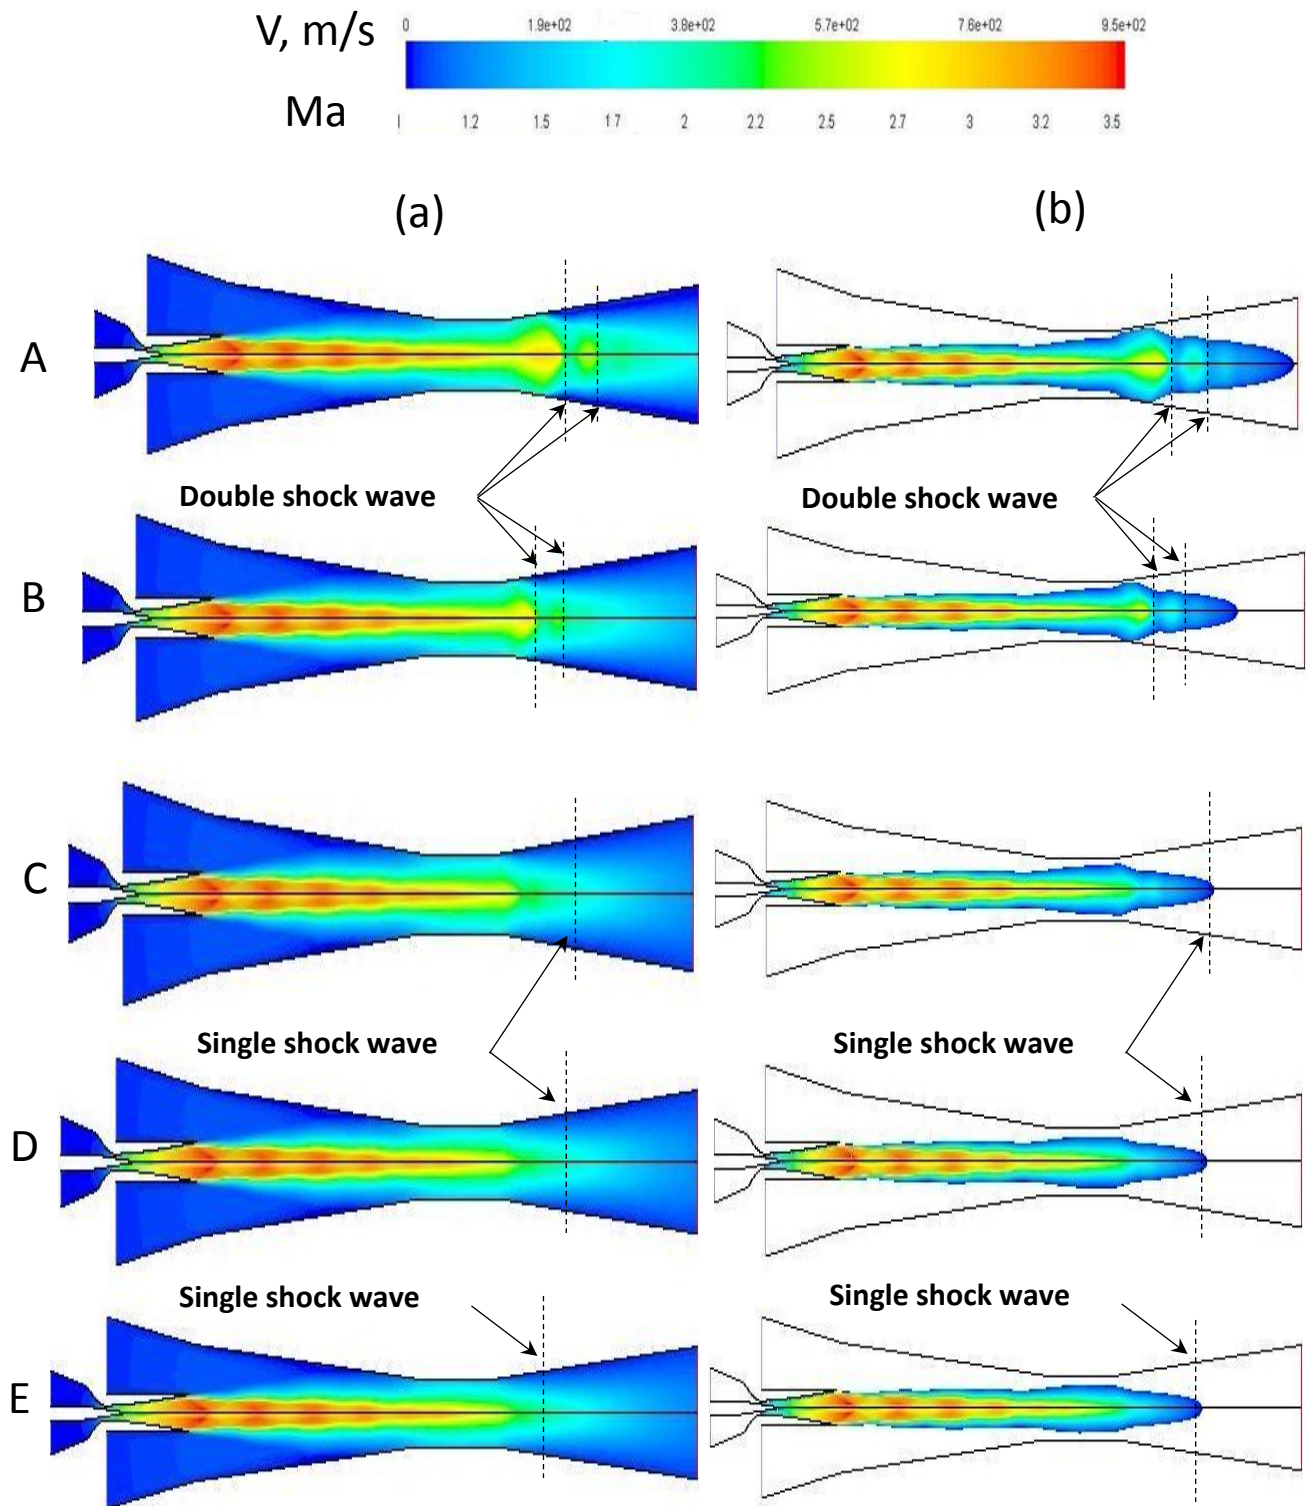 V, m/s 0 1.9e+02 3.8e+02 5.7e+02 7.6e+02 9.5e+02
Ma 1 1.2 1.5 1.7 2 2.2 2.5 2.7 3 3.2 3.5
(a) (b)
A
Double shock wave Double shock wave
B
C
Single shock wave Single shock wave
D
Single shock wave Single shock wave
E